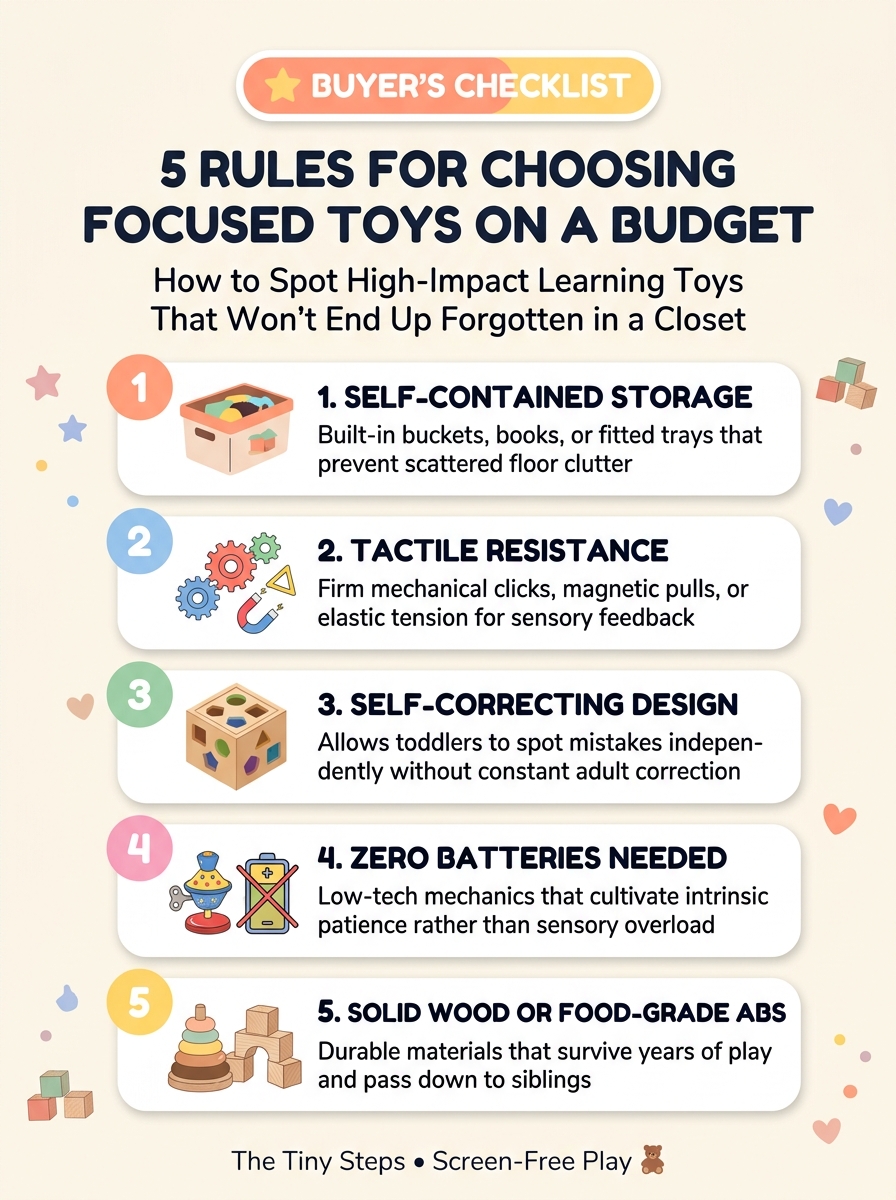 BUYER'S CHECKLIST
5 RULES FOR CHOOSING
FOCUSED TOYS ON A BUDGET
How to Spot High-Impact Learning Toys
That Won't End Up Forgotten in a Closet
1
1. SELF-CONTAINED STORAGE
Built-in buckets, books, or fitted trays that
prevent scattered floor clutter
2
2. TACTILE RESISTANCE
Firm mechanical clicks, magnetic pulls, or
elastic tension for sensory feedback
3
3. SELF-CORRECTING DESIGN
Allows toddlers to spot mistakes indepen-
dently without constant adult correction
4
4. ZERO BATTERIES NEEDED
Low-tech mechanics that cultivate intrinsic
patience rather than sensory overload
5
5. SOLID WOOD OR FOOD-GRADE ABS
Durable materials that survive years of play
and pass down to siblings
The Tiny Steps • Screen-Free Play